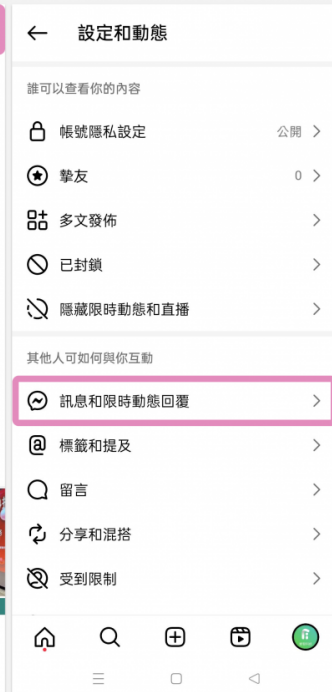 設定和動態
誰可以查看你的內容
帳號隱私設定 公開
摯友 0
多文發佈
已封鎖
隱藏限時動態和直播
其他人可如何與你互動
訊息和限時動態回覆
標籤和提及
留言
分享和混搭
受到限制